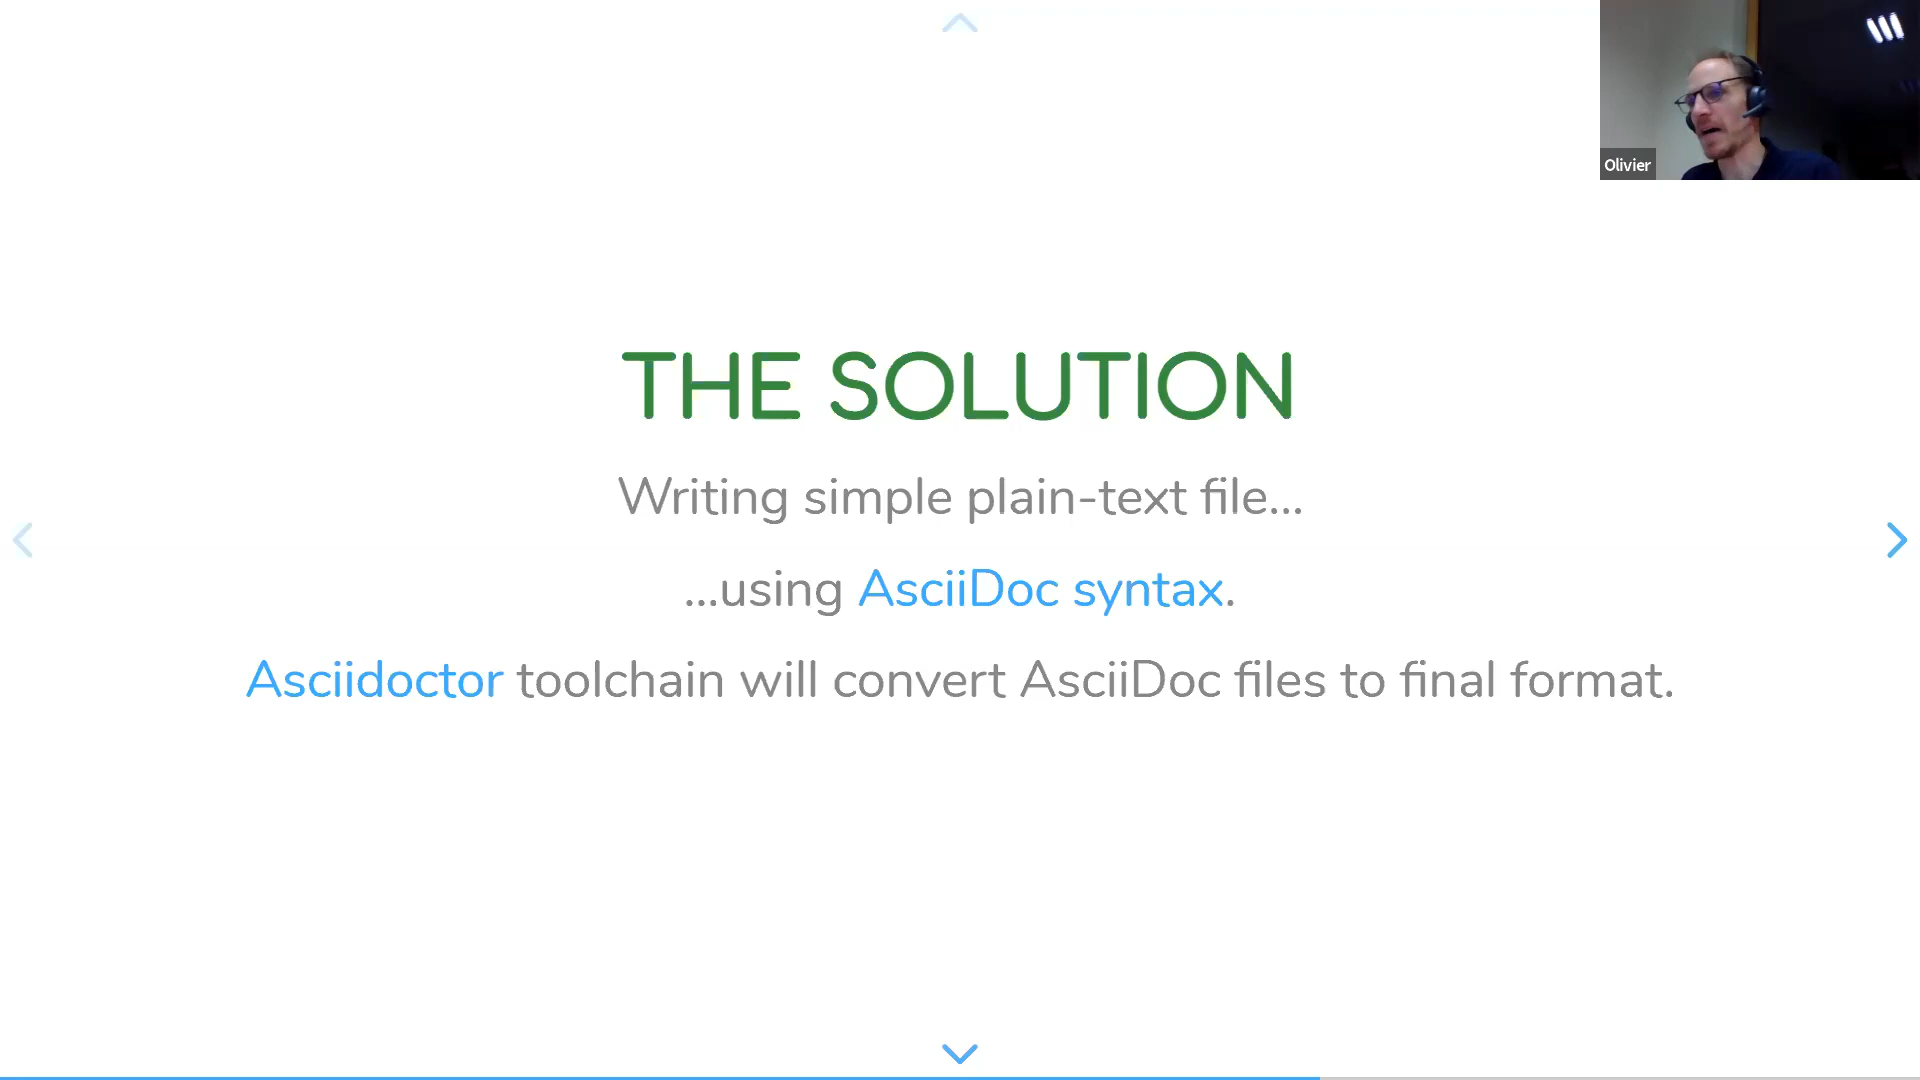 Olivier
THE SOLUTION
Writing simple plain-text file...
...using AsciiDoc syntax.
Asciidoctor toolchain will convert AsciiDoc files to final format.